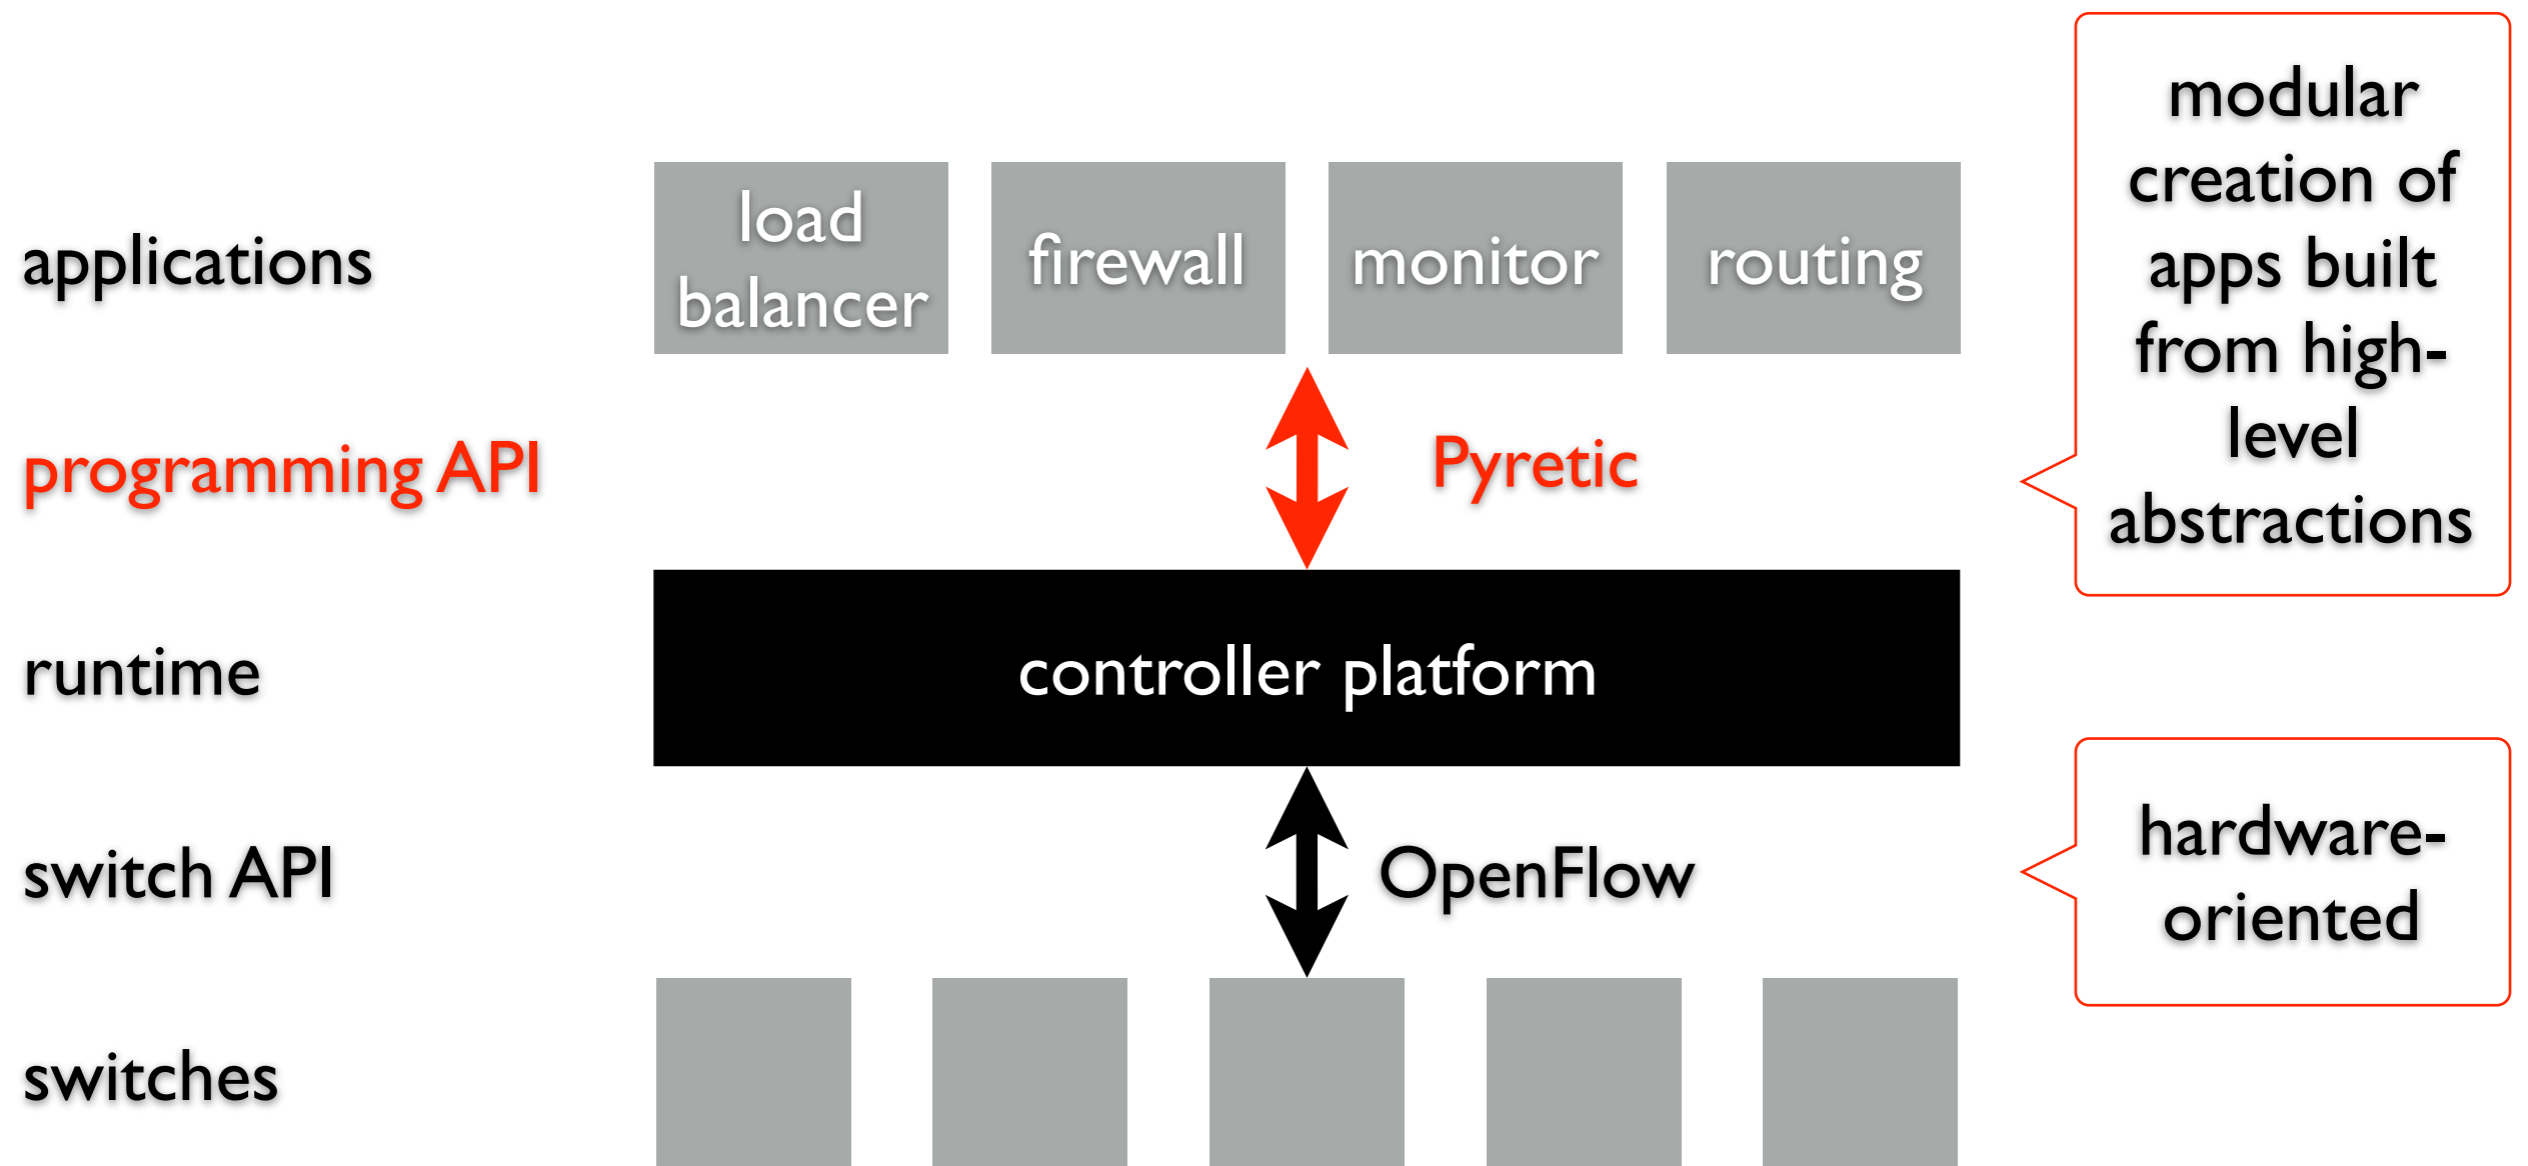 applications
load
balancer
firewall
monitor
routing
modular
creation of
apps built
from high-
level
abstractions
programming API
Pyretic
runtime
controller platform
switch API
OpenFlow
hardware-
oriented
switches